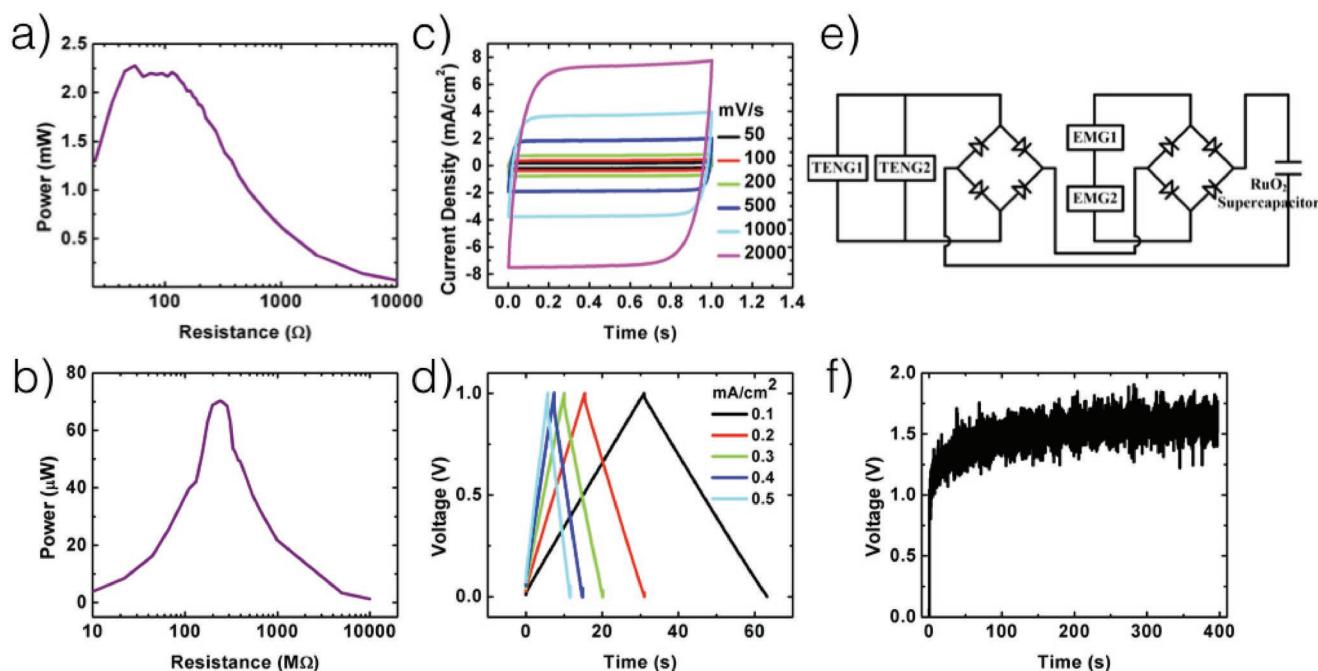 a)
2.5
2.0
1.5
1.0
0.5
Power (mW)
100
1000
10000
Resistance (Ω)
b)
80
60
40
20
0
Power (μW)
10
100
1000
10000
Resistance (MΩ)
c)
8
6
4
2
0
-2
-4
-6
-8
Current Density (mA/cm²)
mV/s
50
100
200
500
1000
2000
0.0 0.2 0.4 0.6 0.8 1.0 1.2 1.4
Time (s)
d)
1.0
0.5
0.0
Voltage (V)
mA/cm²
0.1
0.2
0.3
0.4
0.5
0 20 40 60
Time (s)
e)
TENG1
TENG2
EMG1
EMG2
RuO₂
Supercapacitor
f)
2.0
1.5
1.0
0.5
0.0
Voltage (V)
0 100 200 300 400
Time (s)